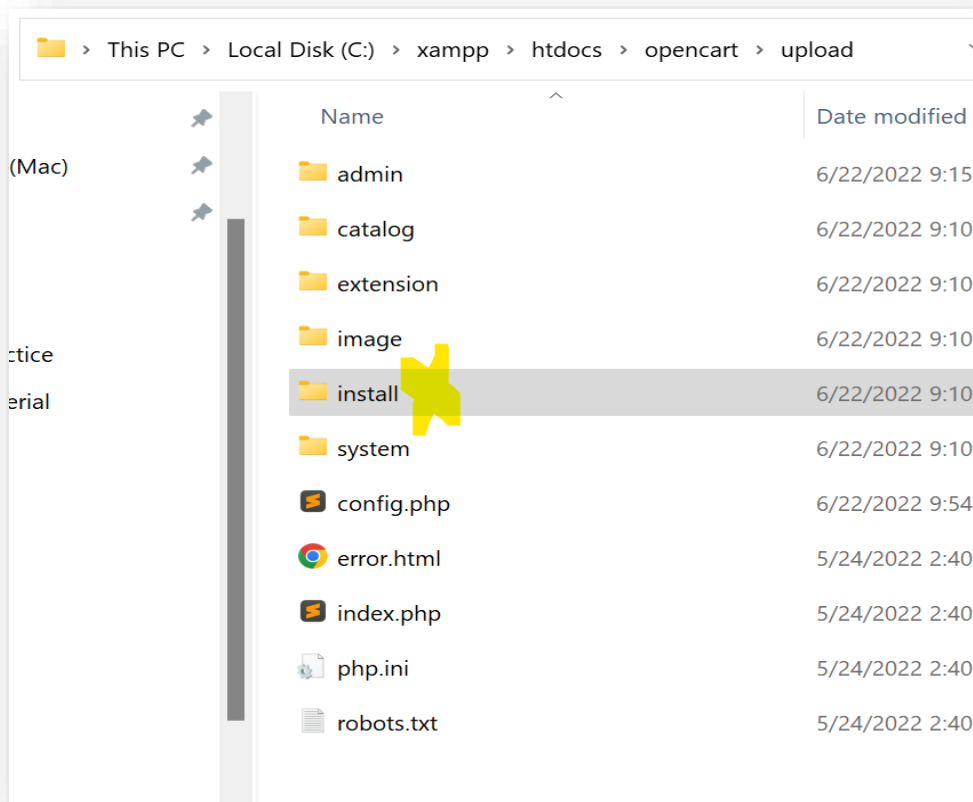 This PC > Local Disk (C:) > xampp > htdocs > opencart > upload
Name Date modified
(Mac)
admin 6/22/2022 9:15
catalog 6/22/2022 9:10
extension 6/22/2022 9:10
image 6/22/2022 9:10
ctice
install 6/22/2022 9:10
erial
system 6/22/2022 9:10
config.php 6/22/2022 9:54
error.html 5/24/2022 2:40
index.php 5/24/2022 2:40
php.ini 5/24/2022 2:40
robots.txt 5/24/2022 2:40